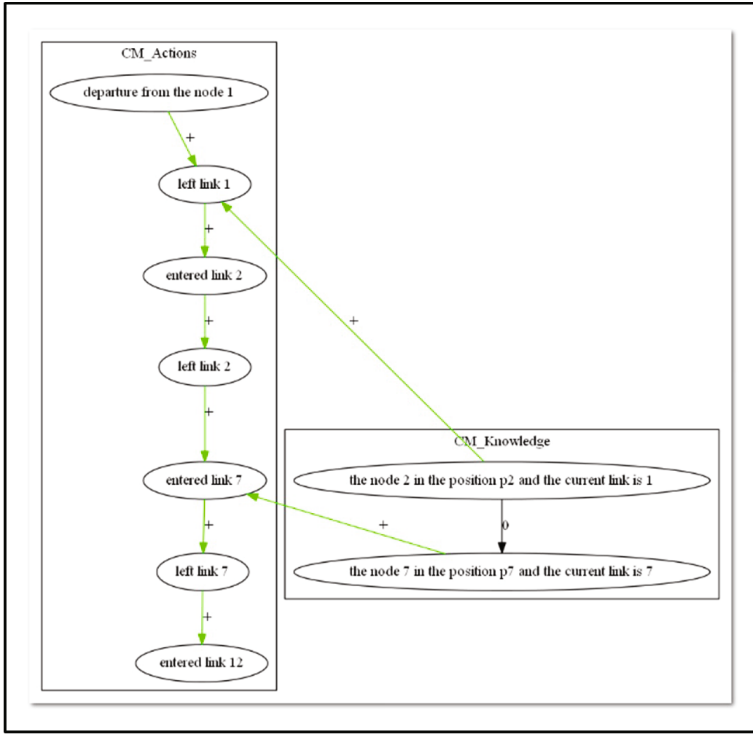 CM_Actions
departure from the node 1
+
left link 1
+
entered link 2
+
+
left link 2
+
CM_Knowledge
entered link 7
the node 2 in the position p2 and the current link is 1
+
+
0
left link 7
the node 7 in the position p7 and the current link is 7
+
entered link 12